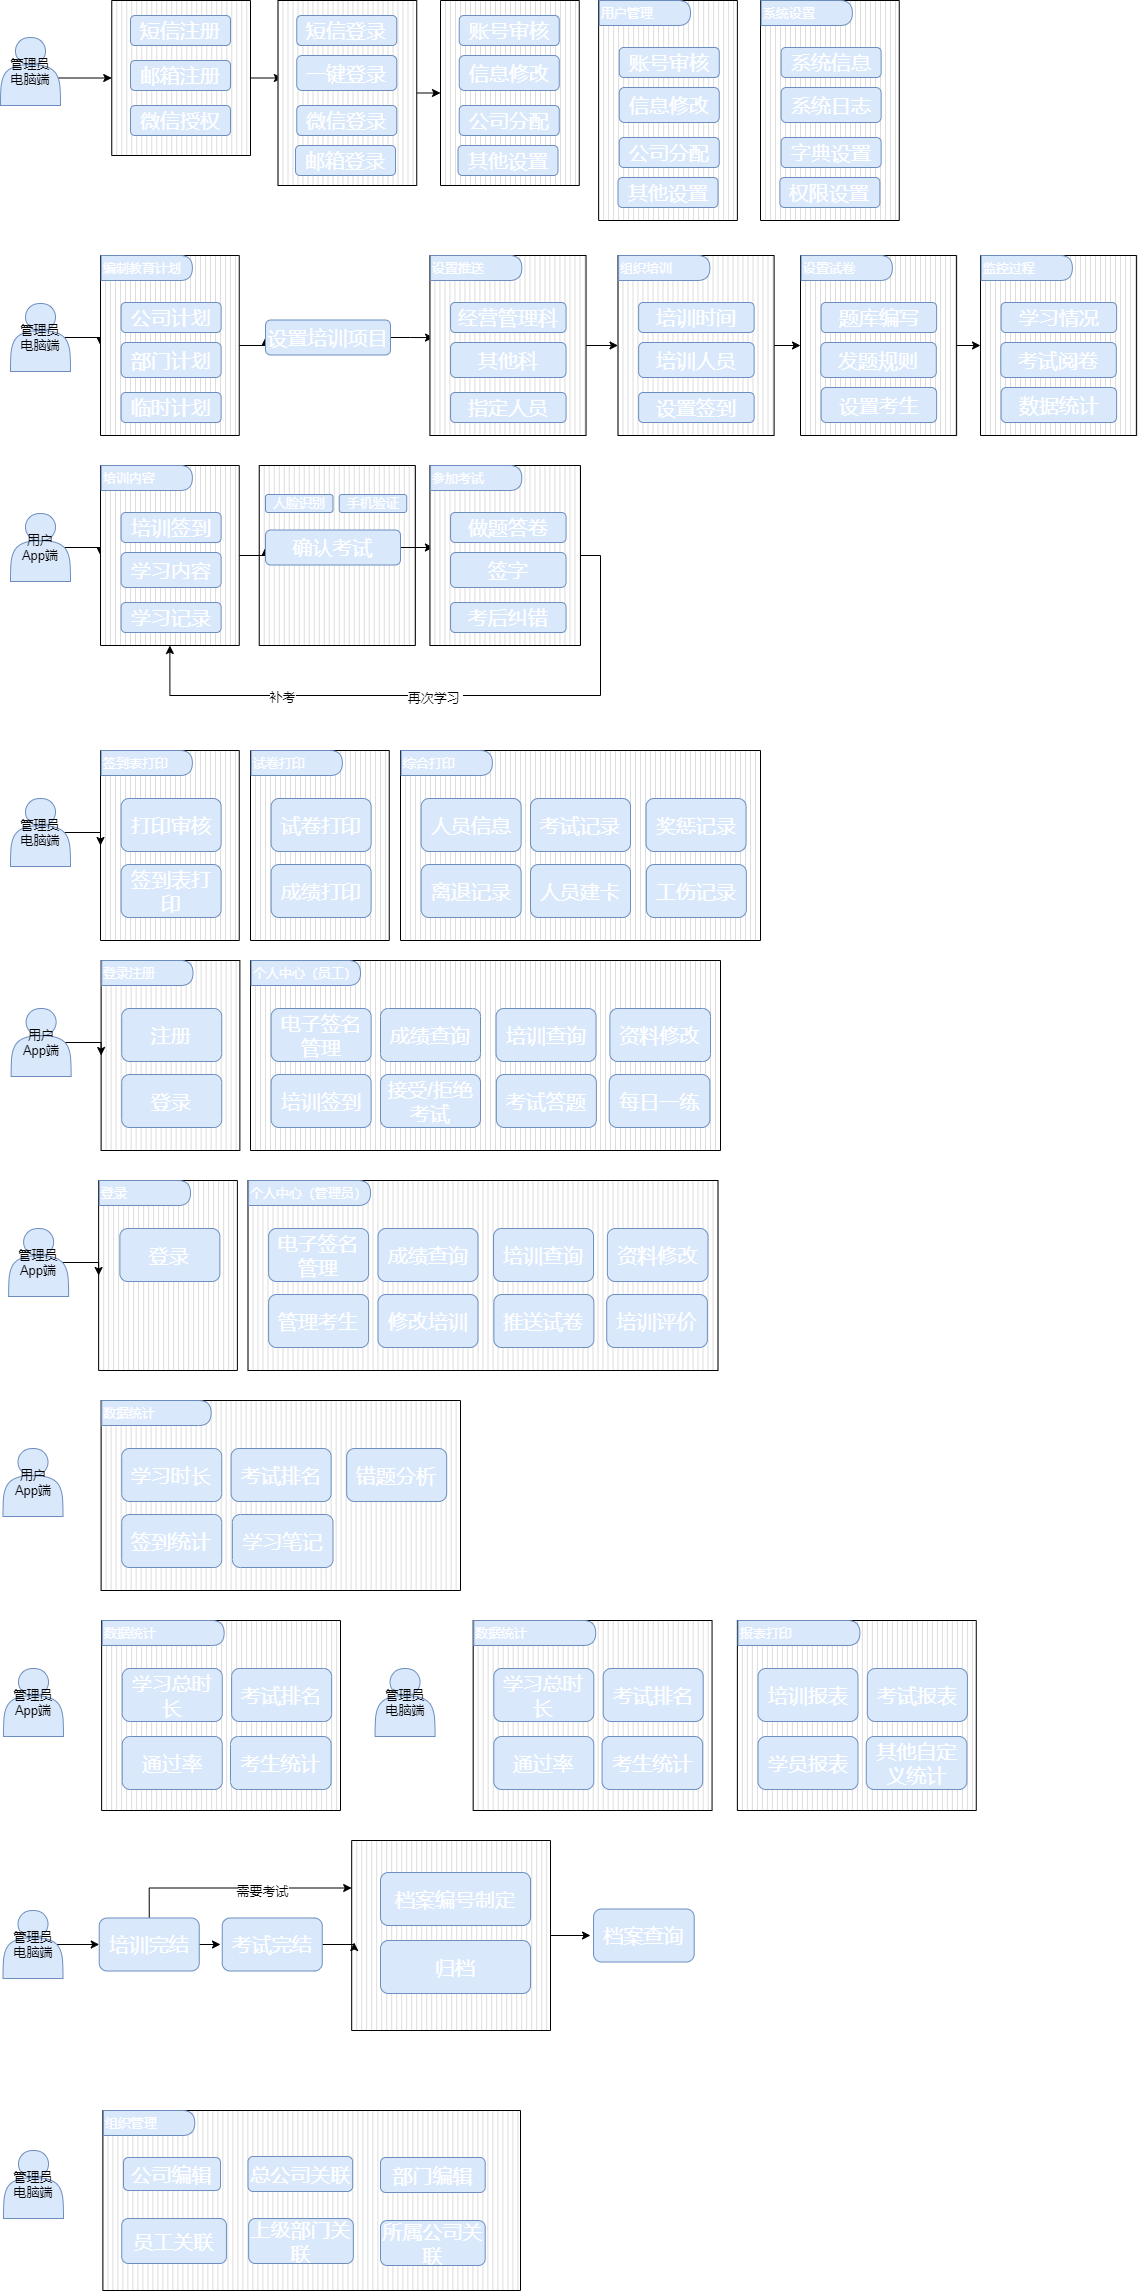 管理员
电脑端
短信注册
邮箱注册
微信授权
短信登录
一键登录
微信登录
邮箱登录
账号审核
信息修改
公司分配
其他设置
用户管理
账号审核
信息修改
公司分配
其他设置
系统设置
系统信息
系统日志
字典设置
权限设置
管理员
电脑端
编制教育计划
公司计划
部门计划
临时计划
设置培训项目
设置推送
经营管理科
其他科
指定人员
组织培训
培训时间
培训人员
设置签到
设置试卷
题库编写
发题规则
设置考生
监控过程
学习情况
考试阅卷
数据统计
用户
App端
培训内容
培训签到
学习内容
学习记录
人脸识别
手机验证
确认考试
参加考试
做题答卷
签字
考后纠错
补考
再次学习
管理员
电脑端
签到表打印
打印审核
签到表打
印
试卷打印
试卷打印
成绩打印
综合打印
人员信息
考试记录
奖惩记录
离退记录
人员建卡
工伤记录
用户
App端
登录注册
注册
登录
个人中心（员工）
电子签名
管理
成绩查询
培训查询
资料修改
培训签到
接受/拒绝
考试
考试答题
每日一练
管理员
App端
登录
登录
个人中心（管理员）
电子签名
管理
成绩查询
培训查询
资料修改
管理考生
修改培训
推送试卷
培训评价
用户
App端
数据统计
学习时长
考试排名
错题分析
签到统计
学习笔记
管理员
App端
数据统计
学习总时
长
考试排名
通过率
考生统计
管理员
电脑端
数据统计
学习总时
长
考试排名
通过率
考生统计
报表打印
培训报表
考试报表
学员报表
其他自定
义统计
管理员
电脑端
培训完结
需要考试
考试完结
档案编号制定
归档
档案查询
管理员
电脑端
组织管理
公司编辑
总公司关联
部门编辑
员工关联
上级部门关
联
所属公司关
联